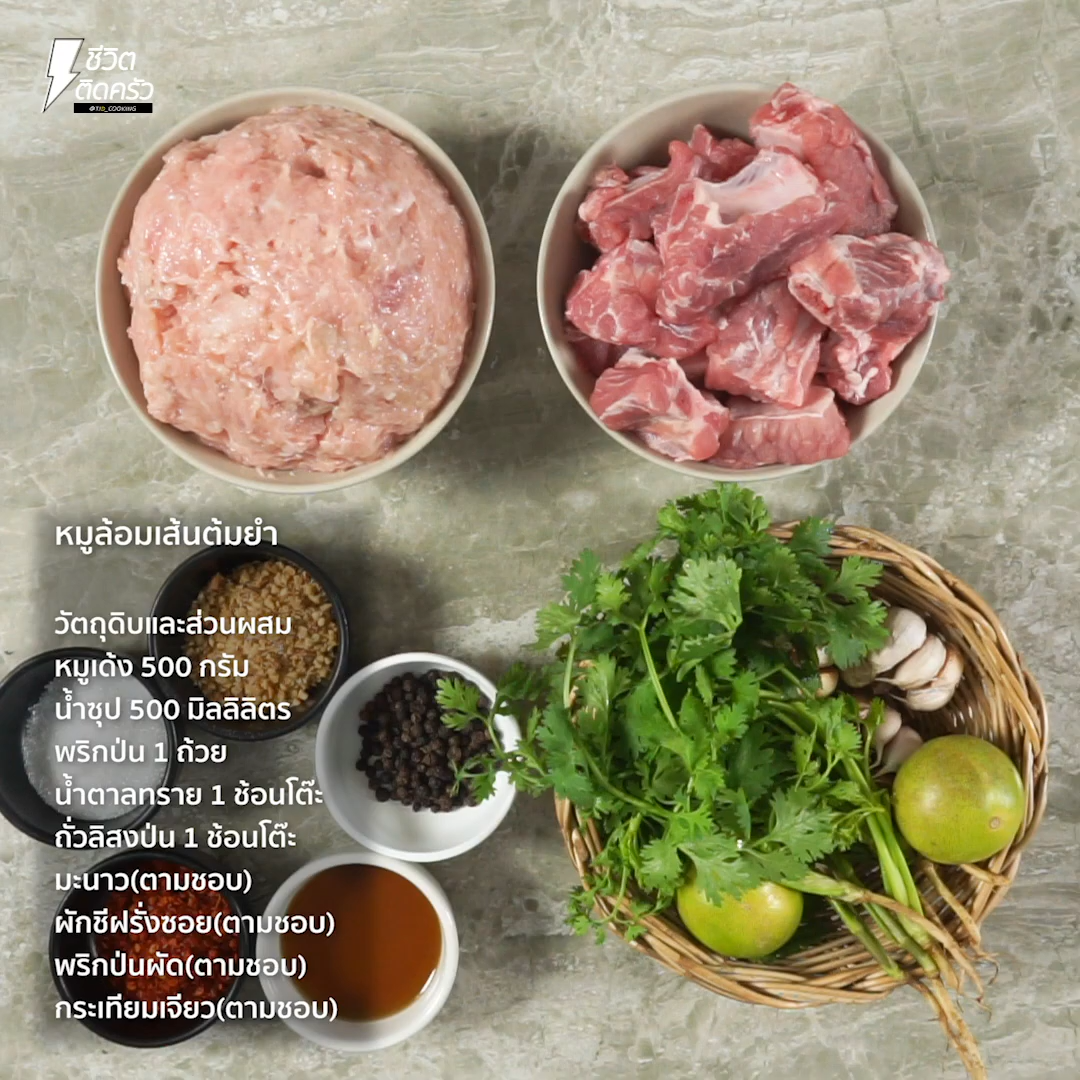 ชีวิต
ติดครัว
@TJD_COOKING
หมูล้อมเส้นต้มยำ
วัตถุดิบและส่วนผสม
หมูเด้ง 500 กรัม
น้ำซุป 500 มิลลิลิตร
พริกป่น 1 ถ้วย
น้ำตาลทราย 1 ช้อนโต๊ะ
ถั่วลิสงป่น 1 ช้อนโต๊ะ
มะนาว(ตามชอบ)
ผักชีฝรั่งซอย(ตามชอบ)
พริกป่นผัด(ตามชอบ)
กระเทียมเจียว(ตามชอบ)